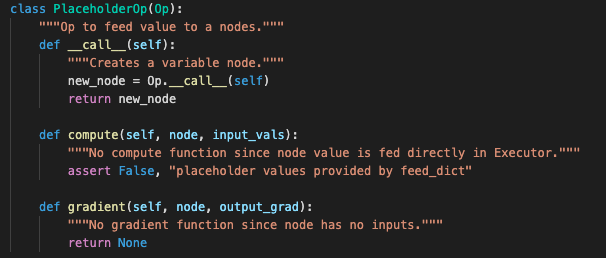 class PlaceholderOp(Op):
    """Op to feed value to a nodes."""
    def __call__(self):
        """Creates a variable node."""
        new_node = Op.__call__(self)
        return new_node

    def compute(self, node, input_vals):
        """No compute function since node value is fed directly in Executor."""
        assert False, "placeholder values provided by feed_dict"

    def gradient(self, node, output_grad):
        """No gradient function since node has no inputs."""
        return None